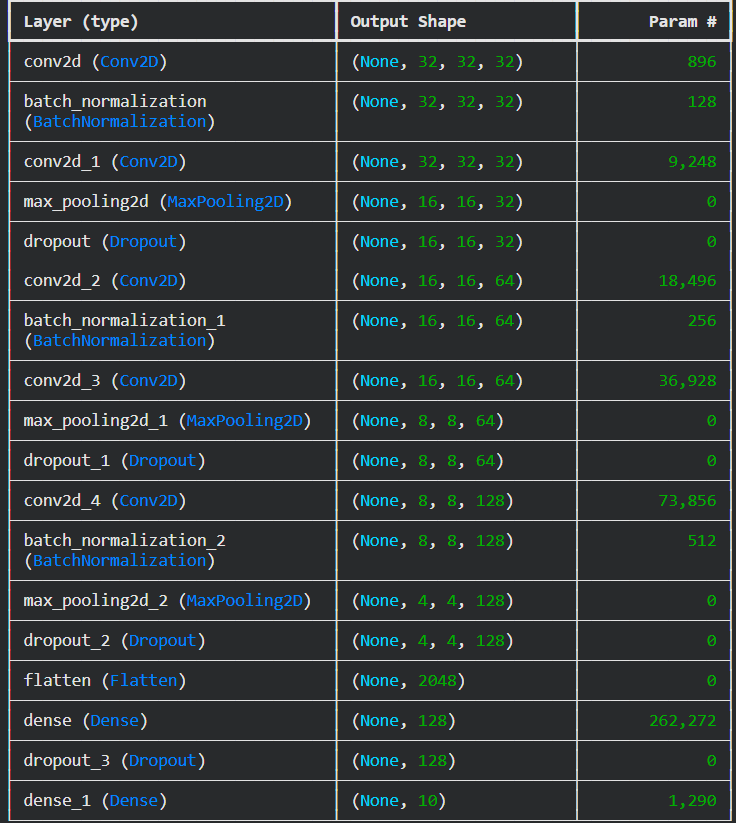 Layer (type) Output Shape Param #
conv2d (Conv2D) (None, 32, 32, 32) 896
batch_normalization (None, 32, 32, 32) 128
(BatchNormalization)
conv2d_1 (Conv2D) (None, 32, 32, 32) 9,248
max_pooling2d (MaxPooling2D) (None, 16, 16, 32) 0
dropout (Dropout) (None, 16, 16, 32) 0
conv2d_2 (Conv2D) (None, 16, 16, 64) 18,496
batch_normalization_1 (None, 16, 16, 64) 256
(BatchNormalization)
conv2d_3 (Conv2D) (None, 16, 16, 64) 36,928
max_pooling2d_1 (MaxPooling2D) (None, 8, 8, 64) 0
dropout_1 (Dropout) (None, 8, 8, 64) 0
conv2d_4 (Conv2D) (None, 8, 8, 128) 73,856
batch_normalization_2 (None, 8, 8, 128) 512
(BatchNormalization)
max_pooling2d_2 (MaxPooling2D) (None, 4, 4, 128) 0
dropout_2 (Dropout) (None, 4, 4, 128) 0
flatten (Flatten) (None, 2048) 0
dense (Dense) (None, 128) 262,272
dropout_3 (Dropout) (None, 128) 0
dense_1 (Dense) (None, 10) 1,290